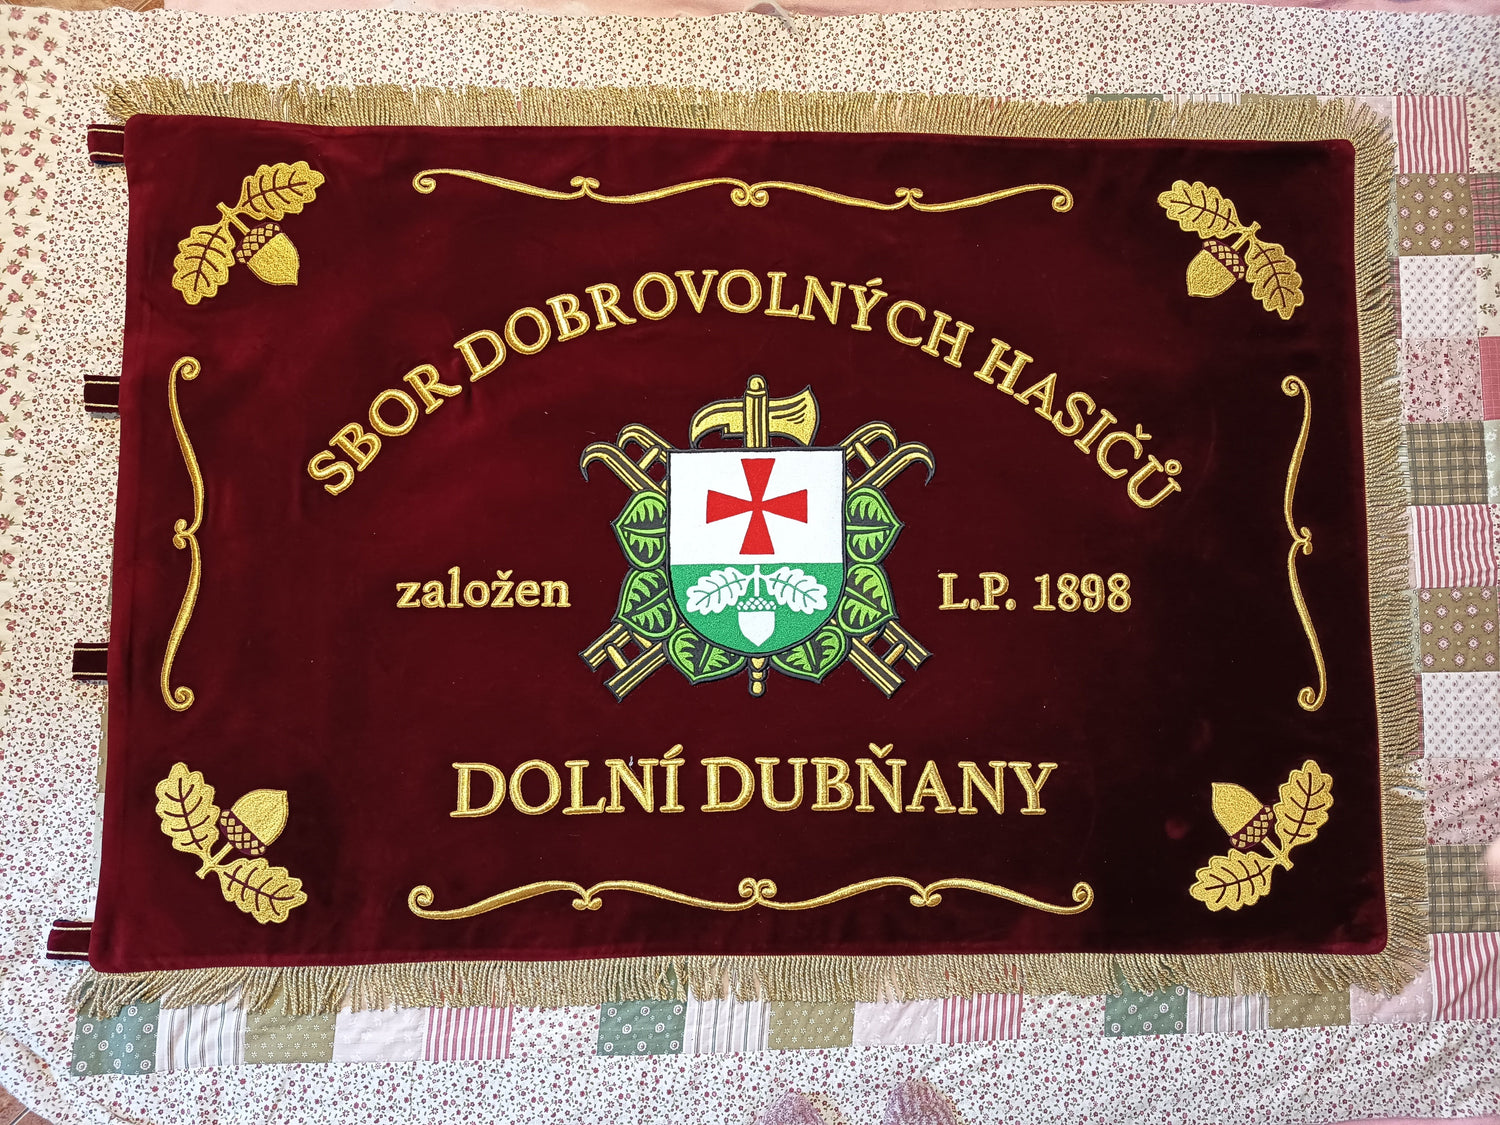 SBOR DOBROVOLNÝCH HASIČŮ
založen L.P. 1898
DOLNÍ DUBŇANY